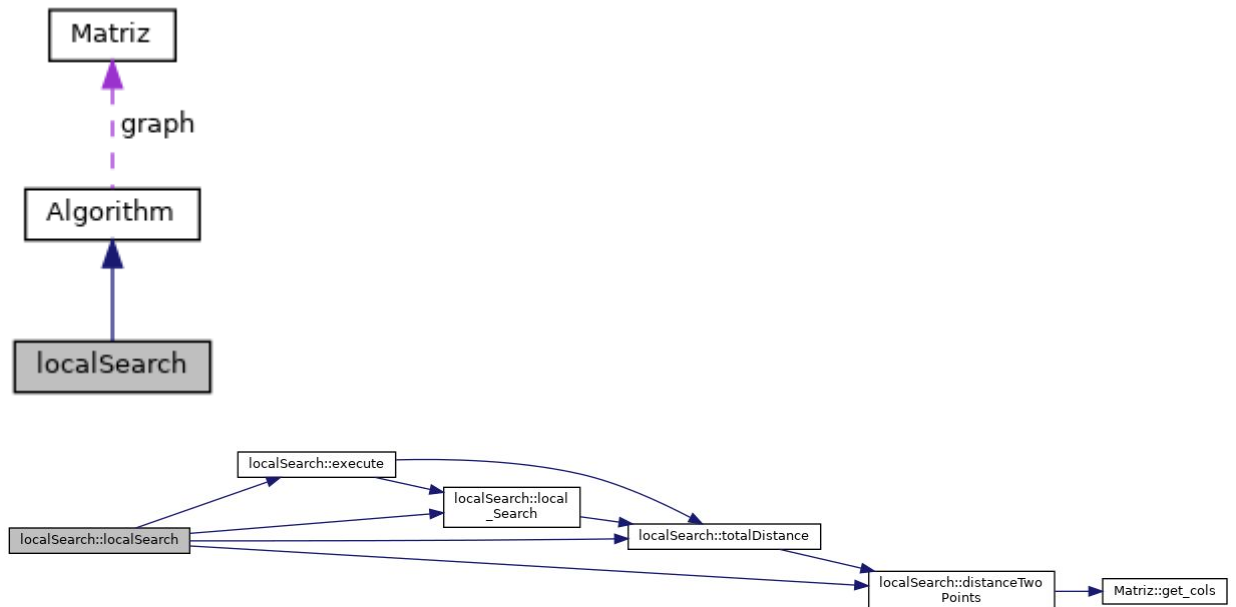 Matriz
graph
Algorithm
localSearch
localSearch::execute
localSearch::local
_Search
localSearch::localSearch
localSearch::totalDistance
localSearch::distanceTwo
Points
Matriz::get_cols